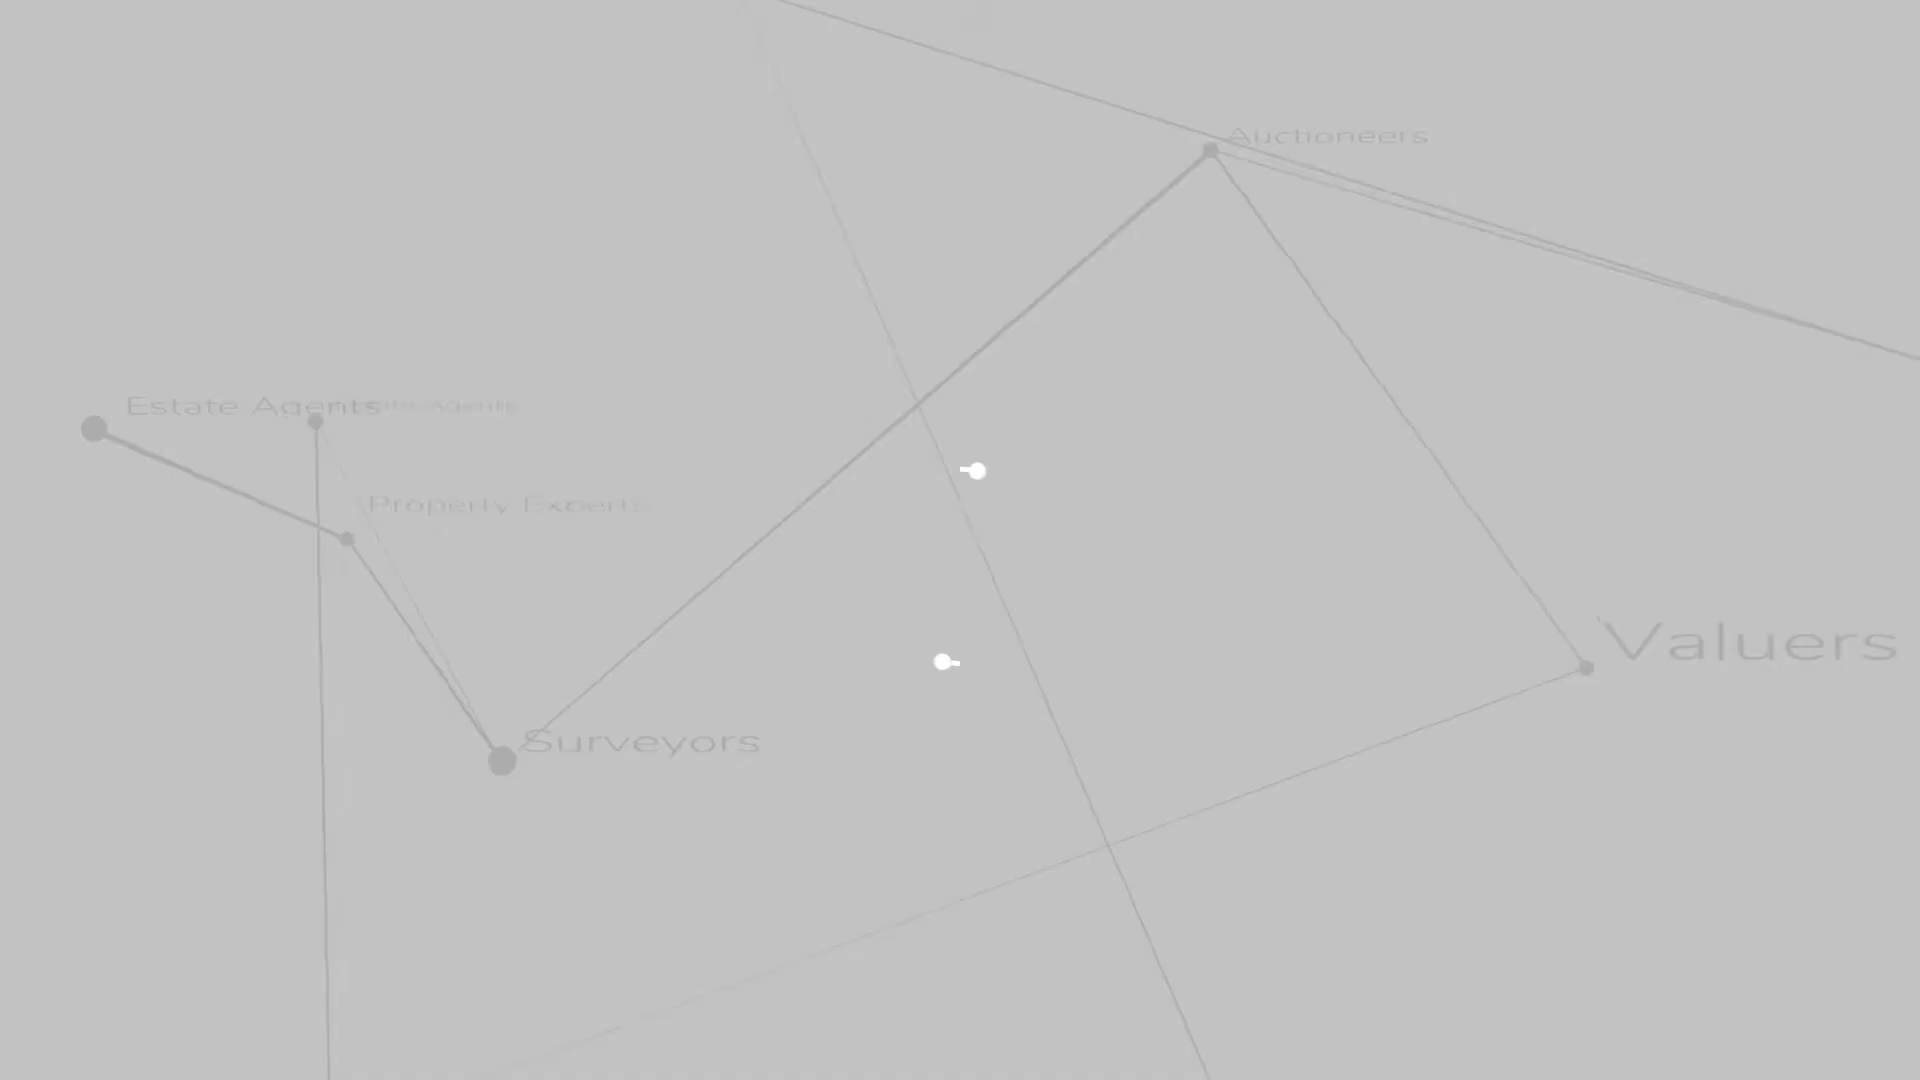 Auctioneers
Estate Agents
Property Experts
Valuers
Surveyors